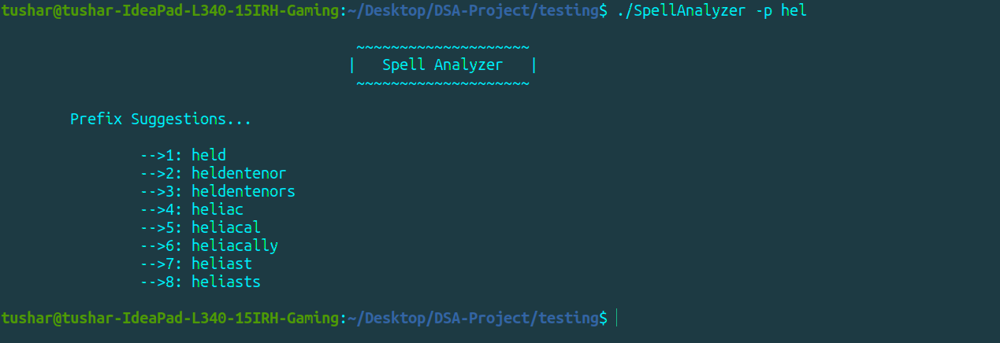 tushar@tushar-IdeaPad-L340-15IRH-Gaming:~/Desktop/DSA-Project/testing$ ./SpellAnalyzer -p hel
~~~~~~~~~~~~~~~~~~~~
|   Spell Analyzer   |
~~~~~~~~~~~~~~~~~~~~
Prefix Suggestions...
-->1: held
-->2: heldentenor
-->3: heldentenors
-->4: heliac
-->5: heliacal
-->6: heliacally
-->7: heliast
-->8: heliasts
tushar@tushar-IdeaPad-L340-15IRH-Gaming:~/Desktop/DSA-Project/testing$